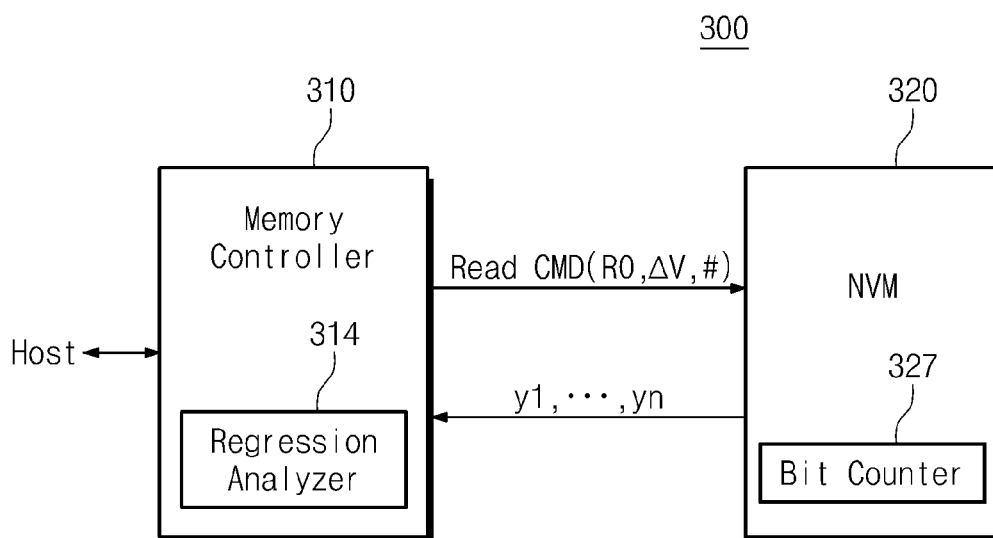 300
310
320
Memory
Controller
Read CMD(R0,ΔV,#)
NVM
Host
314
327
y1,···,yn
Regression
Analyzer
Bit Counter